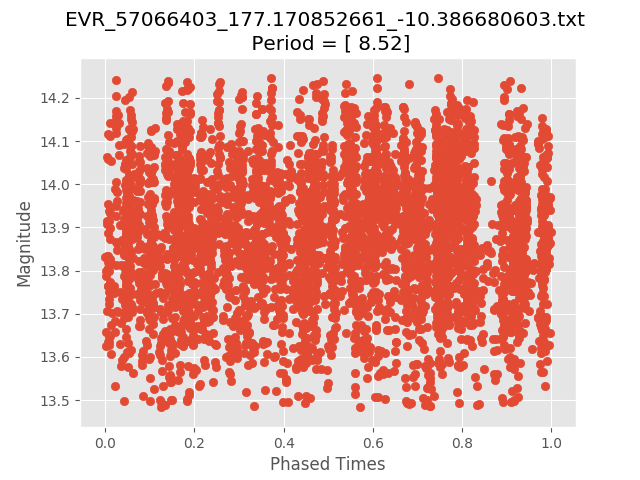 EVR_57066403_177.170852661_-10.386680603.txt
Period = [ 8.52]
14.2
14.1
14.0
13.9
13.8
13.7
13.6
13.5
Magnitude
0.0 0.2 0.4 0.6 0.8 1.0
Phased Times